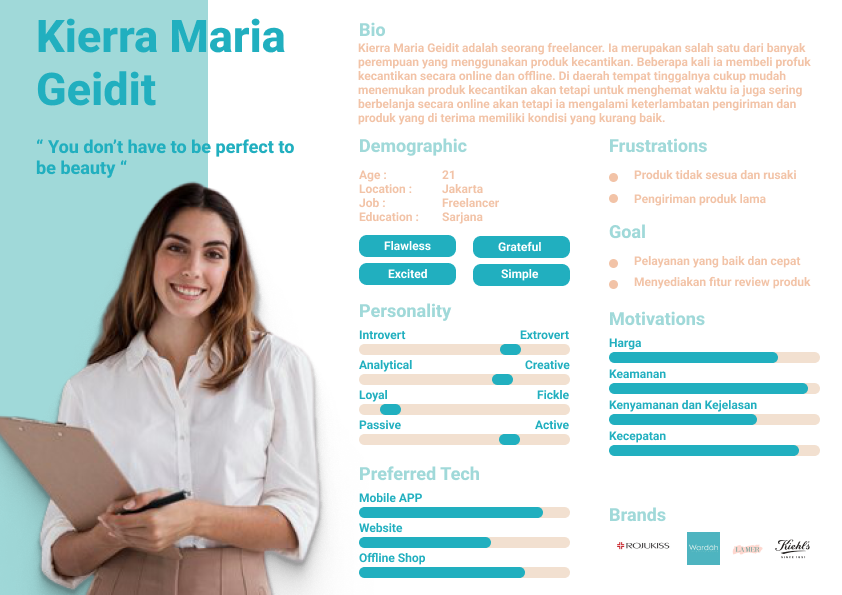 Kierra Maria
Geidit
“ You don’t have to be perfect to
be beauty “
Bio
Kierra Maria Geidit adalah seorang freelancer. Ia merupakan salah satu dari banyak
perempuan yang menggunakan produk kecantikan. Beberapa kali ia membeli profuk
kecantikan secara online dan offline. Di daerah tempat tinggalnya cukup mudah
menemukan produk kecantikan akan tetapi untuk menghemat waktu ia juga sering
berbelanja secara online akan tetapi ia mengalami keterlambatan pengiriman dan
produk yang di terima memiliki kondisi yang kurang baik.
Demographic
Age : 21
Location : Jakarta
Job : Freelancer
Education : Sarjana
Flawless Grateful
Excited Simple
Personality
Introvert Extrovert
Analytical Creative
Loyal Fickle
Passive Active
Preferred Tech
Mobile APP
Website
Offline Shop
Frustrations
Produk tidak sesua dan rusaki
Pengiriman produk lama
Goal
Pelayanan yang baik dan cepat
Menyediakan fitur review produk
Motivations
Harga
Keamanan
Kenyamanan dan Kejelasan
Kecepatan
Brands
ROJUKISS Wardah LA MER Kiehl's
SINCE 1851